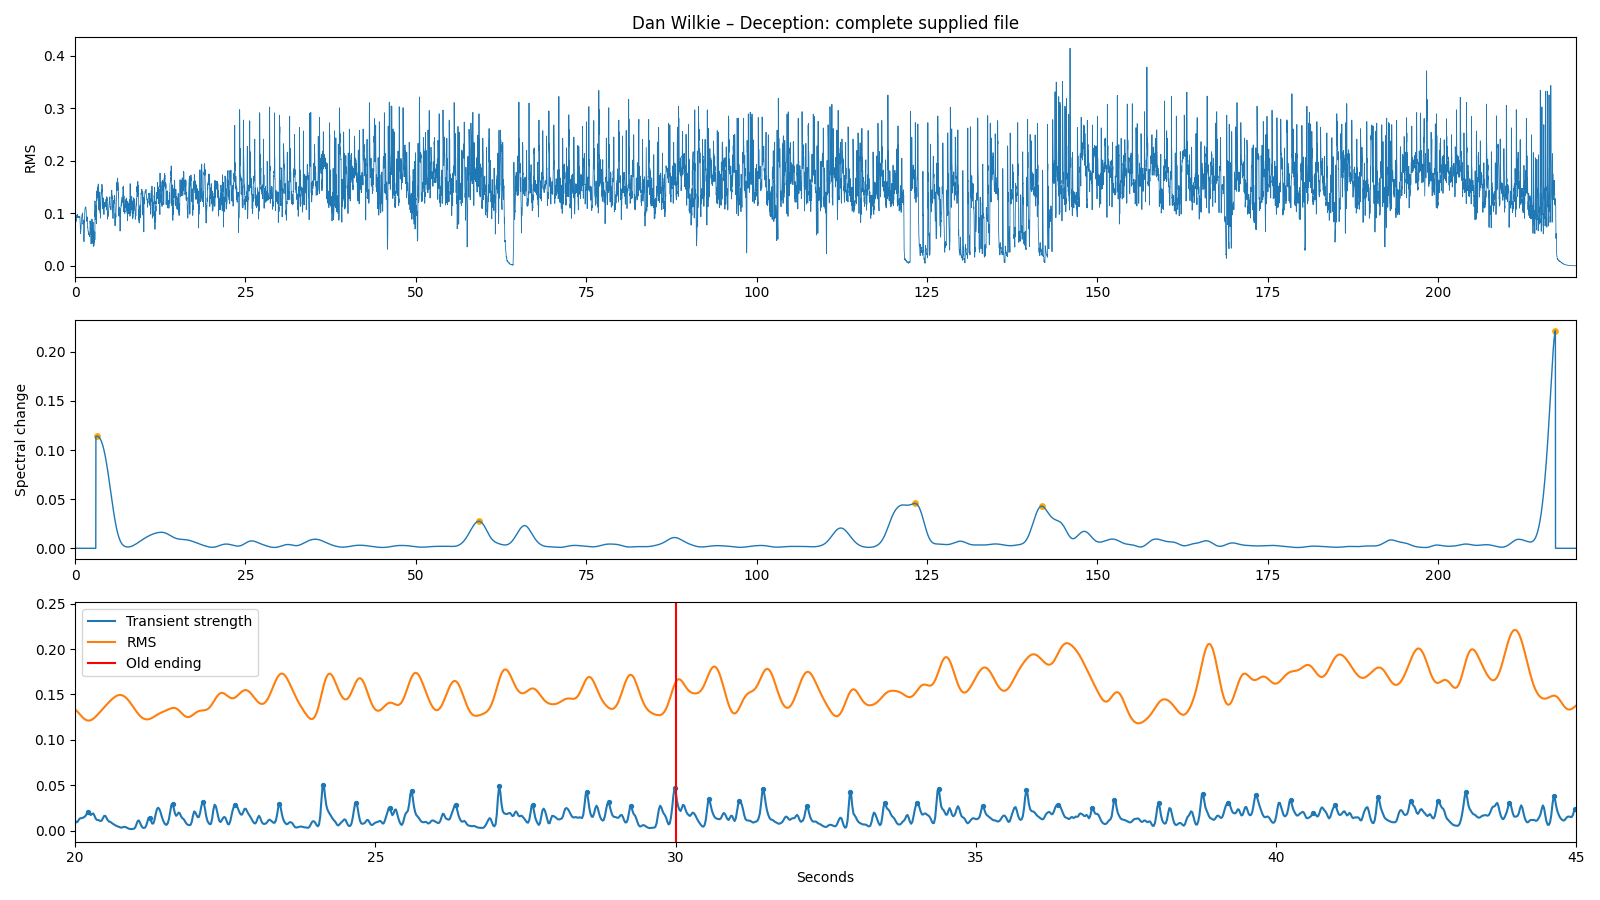 Dan Wilkie – Deception: complete supplied file
RMS
0.4
0.3
0.2
0.1
0.0
0 25 50 75 100 125 150 175 200
Spectral change
0.20
0.15
0.10
0.05
0.00
0 25 50 75 100 125 150 175 200
0.25
0.20
0.15
0.10
0.05
0.00
Transient strength
RMS
Old ending
20 25 30 35 40 45
Seconds